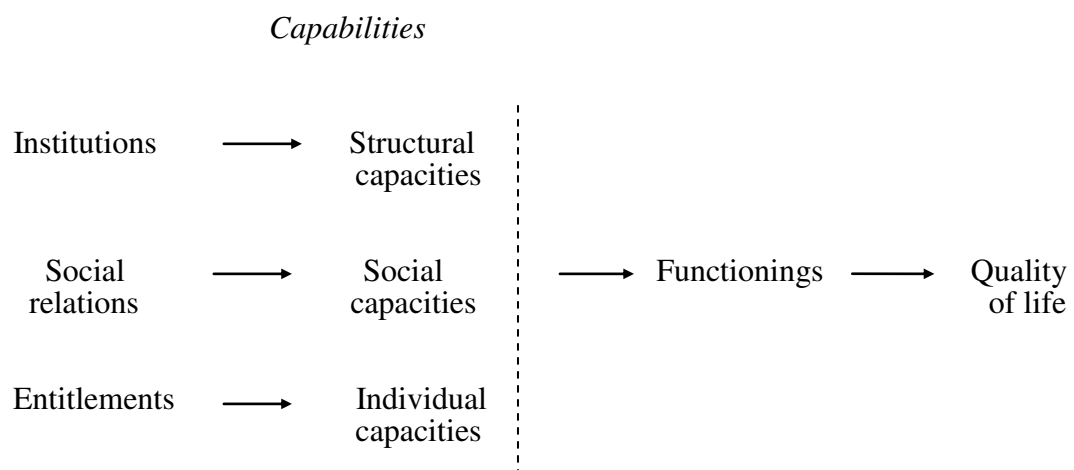 Capabilities
Institutions
Structural
capacities
Social
relations
Social
capacities
Functionings
Quality
of life
Entitlements
Individual
capacities